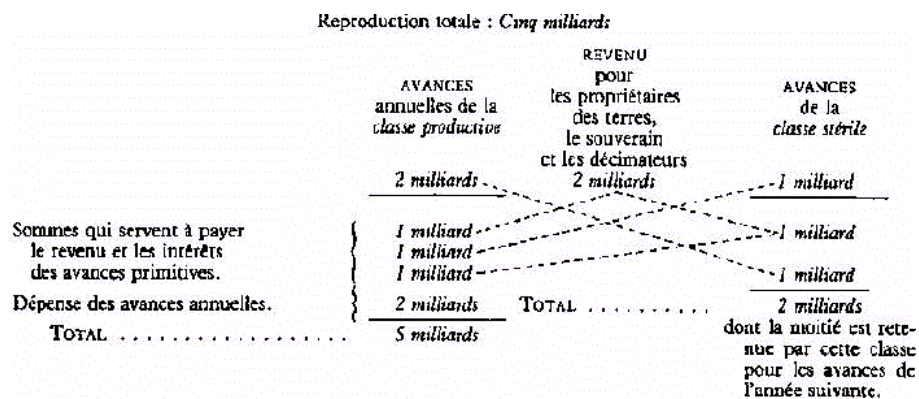 Reproduction totale : Cinq milliards
AVANCES
annuelles de la
classe productive
REVENU
pour
les propriétaires
des terres,
le souverain
et les décimateurs
AVANCES
de la
classe stérile
2 milliards
2 milliards
1 milliard
Sommes qui servent à payer
le revenu et les intérêts
des avances primitives.
1 milliard
1 milliard
1 milliard
1 milliard
1 milliard
Dépense des avances annuelles.
2 milliards
TOTAL . . . . . .
2 milliards
TOTAL . . . . . . . . . . . . . . . . .
5 milliards
dont la moitié est rete-
nue par cette classe
pour les avances de
l'année suivante.